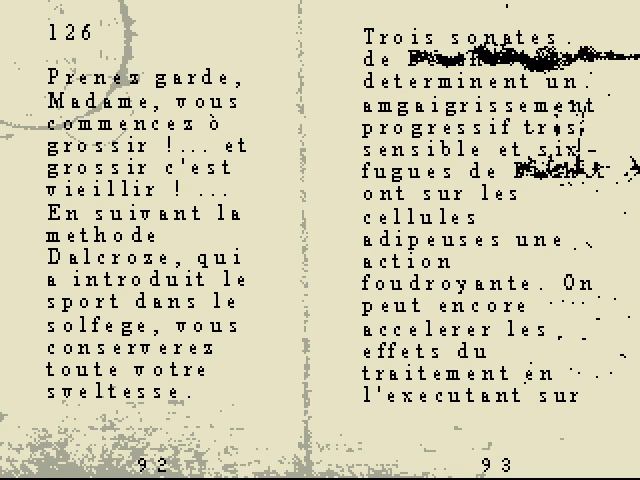 126
Prenez garde,
Madame, vous
commencez à
grossir !... et
grossir c'est
vieillir ! ...
En suivant la
methode
Dalcroze, qui
a introduit le
sport dans le
solfege, vous
conserverez
toute votre
sveltesse.
92
Trois sonates
de
determinent un
amgaigrissement
progressif tres
sensible et six
fugues de
ont sur les
cellules
adipeuses une
action
foudroyante. On
peut encore
accelerer les
effets du
traitement en
l'executant sur
93